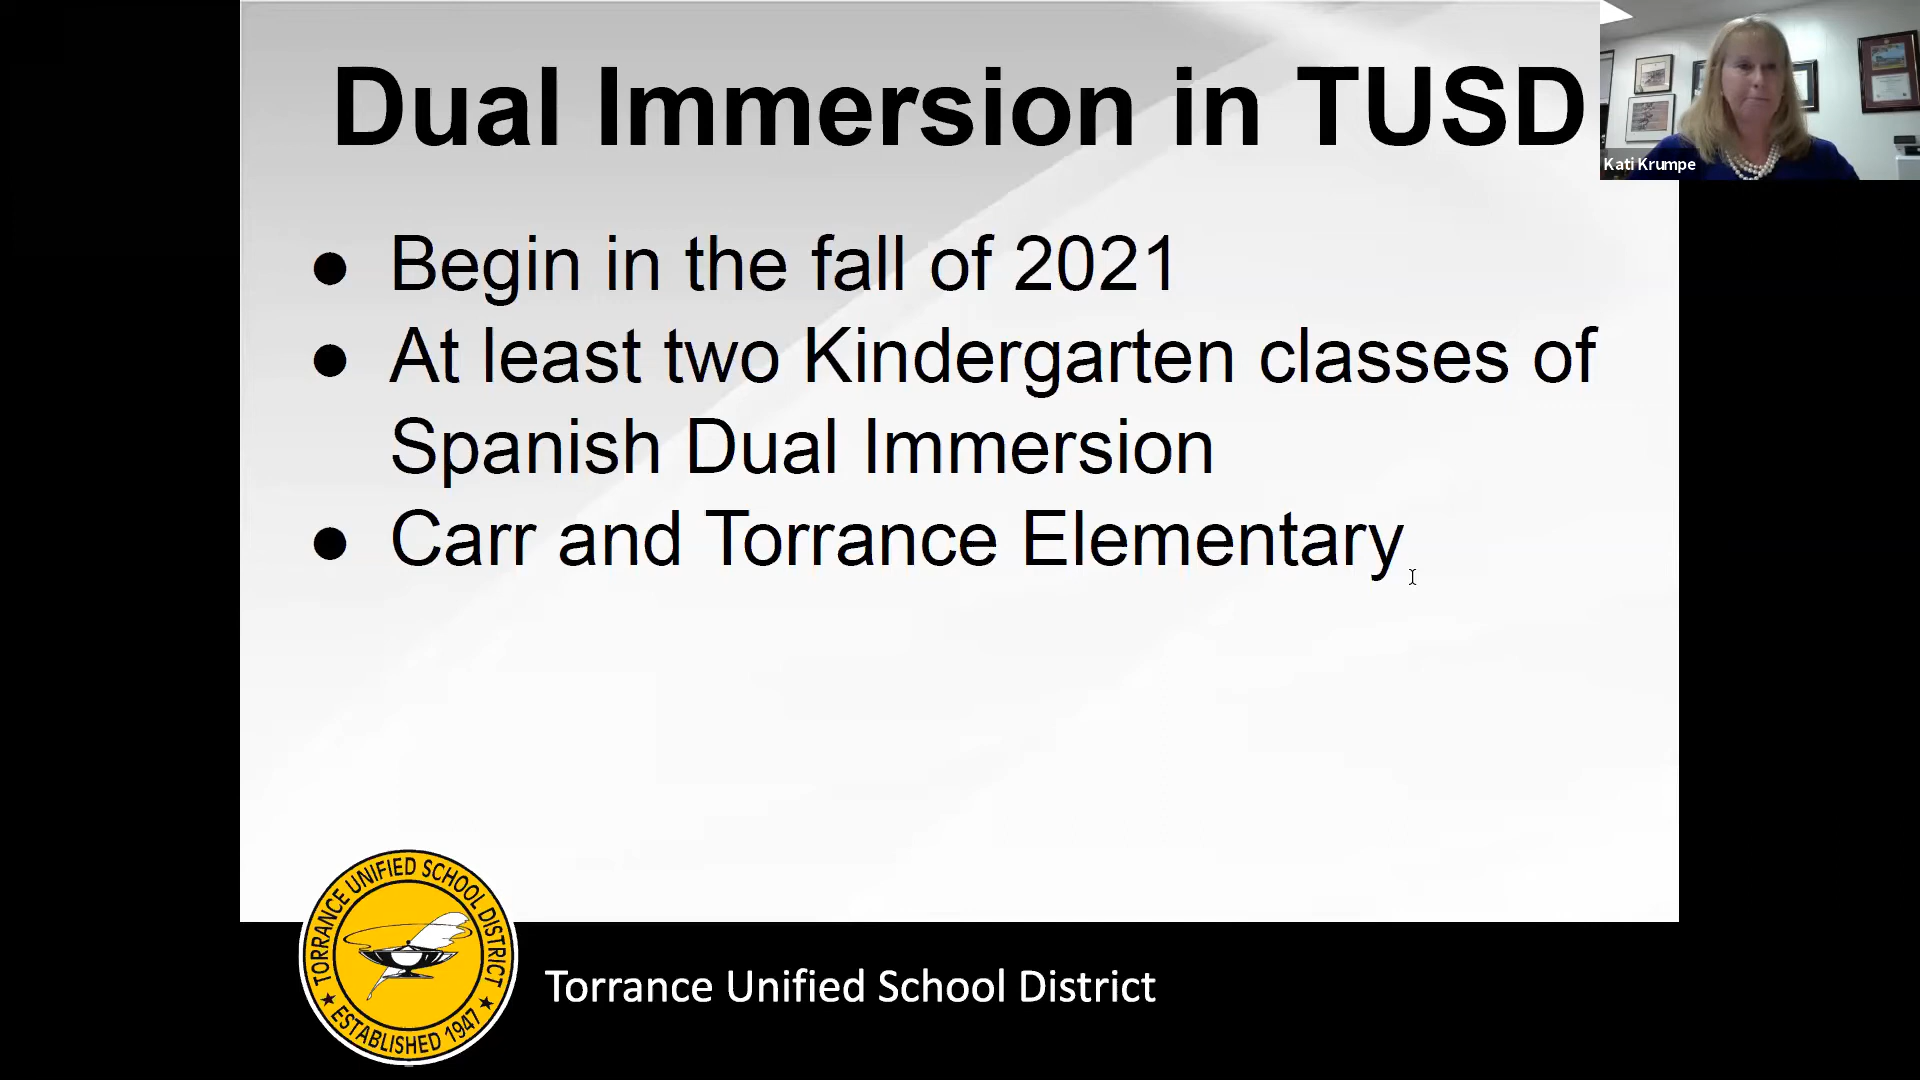 Dual Immersion in TUSD
Kati Krumpe
● Begin in the fall of 2021
● At least two Kindergarten classes of
Spanish Dual Immersion
● Carr and Torrance Elementary
TORRANCE UNIFIED SCHOOL DISTRICT
★ ESTABLISHED 1947 ★
Torrance Unified School District